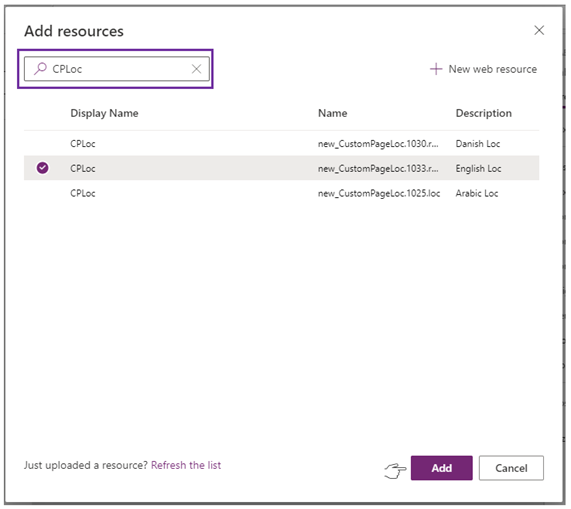 Add resources
CPLoc
New web resource
Display Name Name Description
CPLoc new_CustomPageLoc.1030.r... Danish Loc
CPLoc new_CustomPageLoc.1033.r... English Loc
CPLoc new_CustomPageLoc.1025.loc Arabic Loc
Just uploaded a resource? Refresh the list Add Cancel